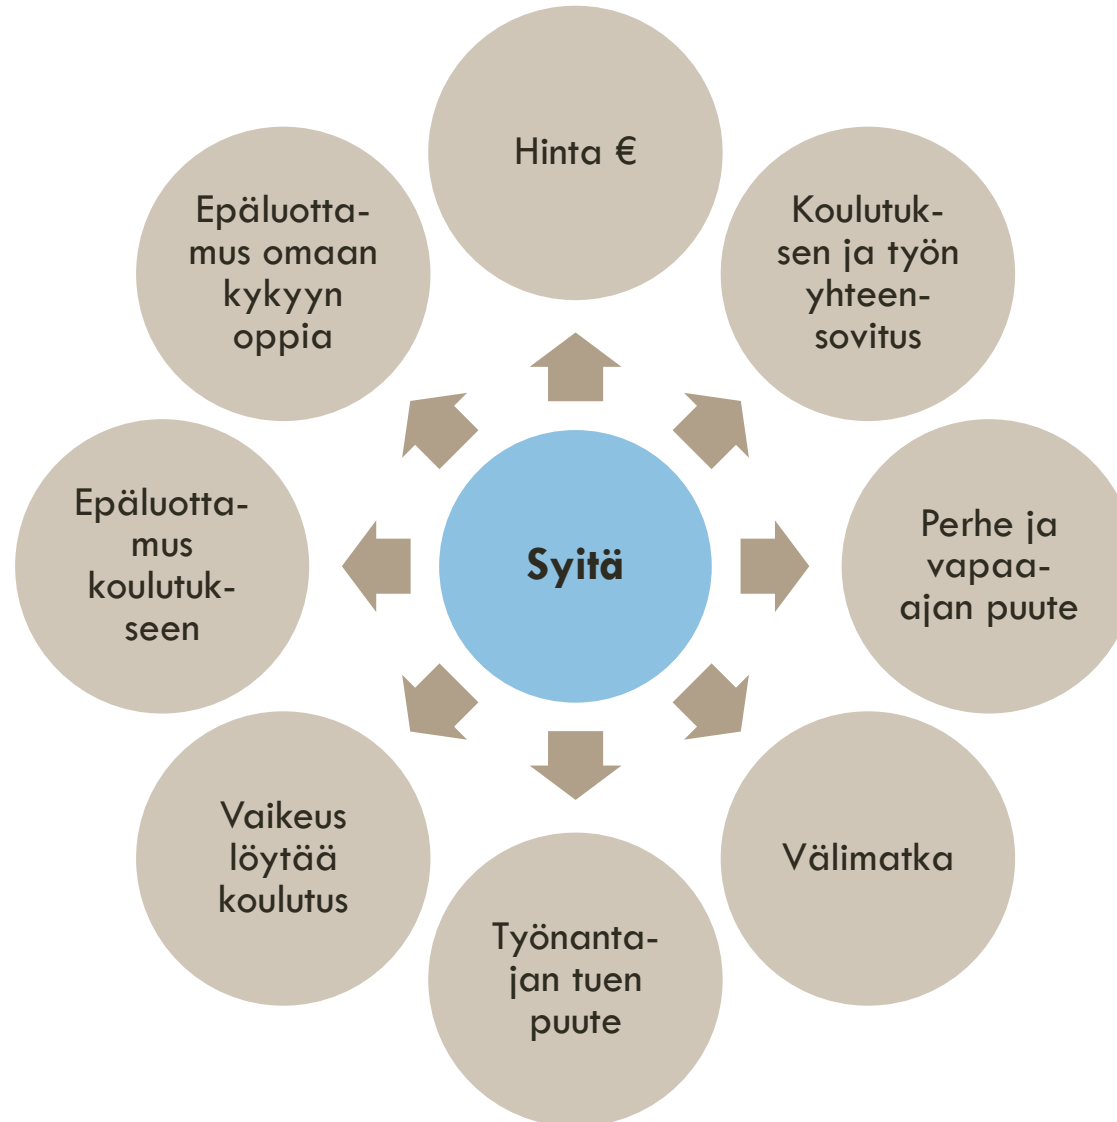 Hinta €
Koulutuk-
sen ja työn
yhteen-
sovitus
Perhe ja
vapaa-
ajan puute
Välimatka
Työnanta-
jan tuen
puute
Vaikeus
löytää
koulutus
Epäluotta-
mus
koulutuk-
seen
Epäluotta-
mus omaan
kykyyn
oppia
Syitä